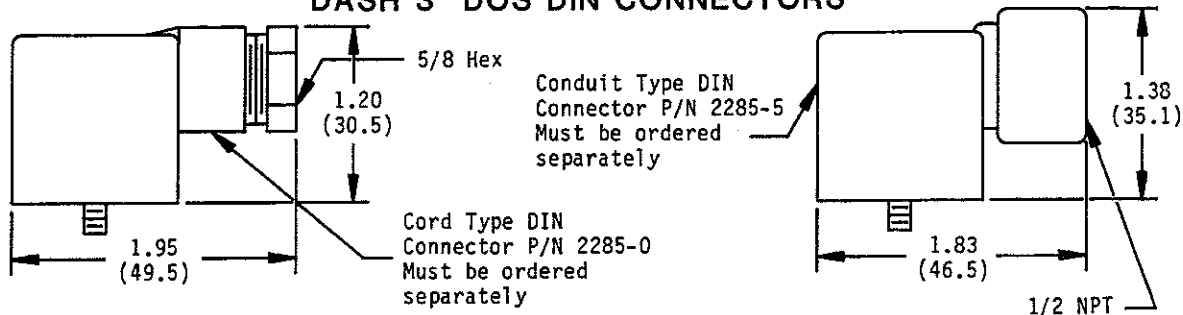 DASH 3 DOS DIN CONNECTORS
5/8 Hex
1.20
(30.5)
Cord Type DIN
Connector P/N 2285-0
Must be ordered
separately
1.95
(49.5)
Conduit Type DIN
Connector P/N 2285-5
Must be ordered
separately
1.38
(35.1)
1.83
(46.5)
1/2 NPT